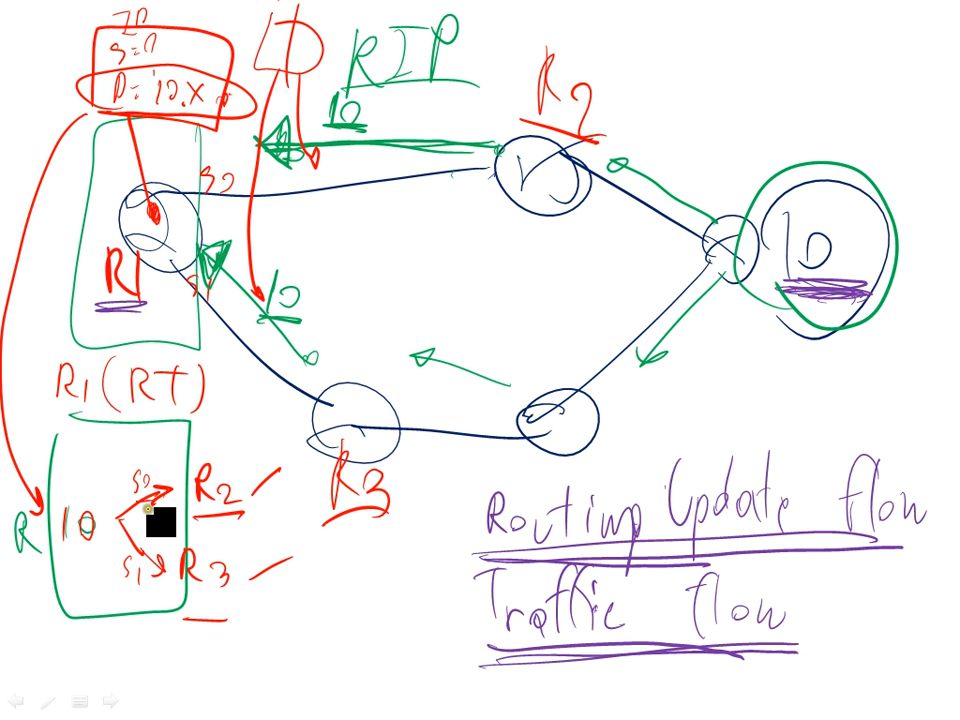 IP
D = 10.X
RIP
R2
10
S0
10
R1
S1
10
R1 (RT)
R3
S0
R2
R 10
S1
R3
Routing Update flow
Traffic flow